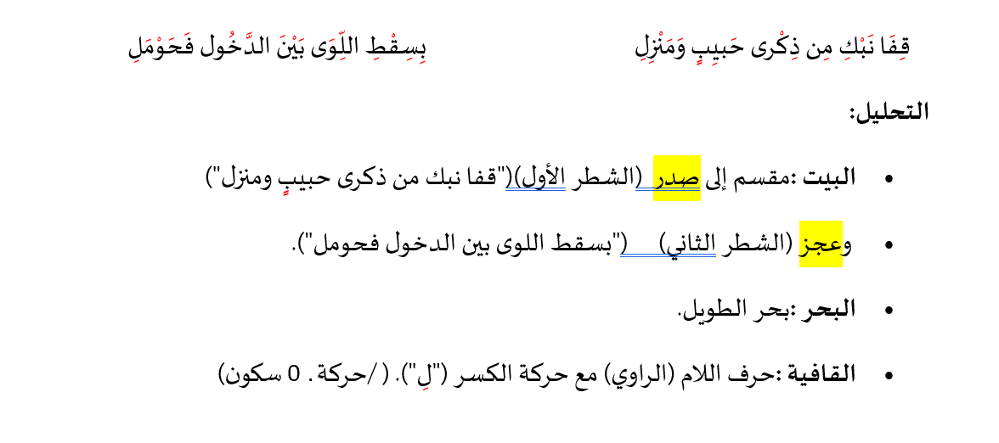 قِفَا نَبْكِ مِن ذِكْرى حَبيِبٍ وَمَنْزِلِ بِسِقْطِ اللِّوَى بَيْنَ الدَّخُول فَحَوْمَلِ
التحليل:
• البيت :مقسم إلى صدر (الشطر الأول)("قفا نبك من ذكرى حبيبٍ ومنزل")
• وعجز (الشطر الثاني) ("بسقط اللوى بين الدخول فحومل").
• البحر :بحر الطويل.
• القافية :حرف اللام (الراوي) مع حركة الكسر ("لِ"). ( /حركة . 0 سكون)